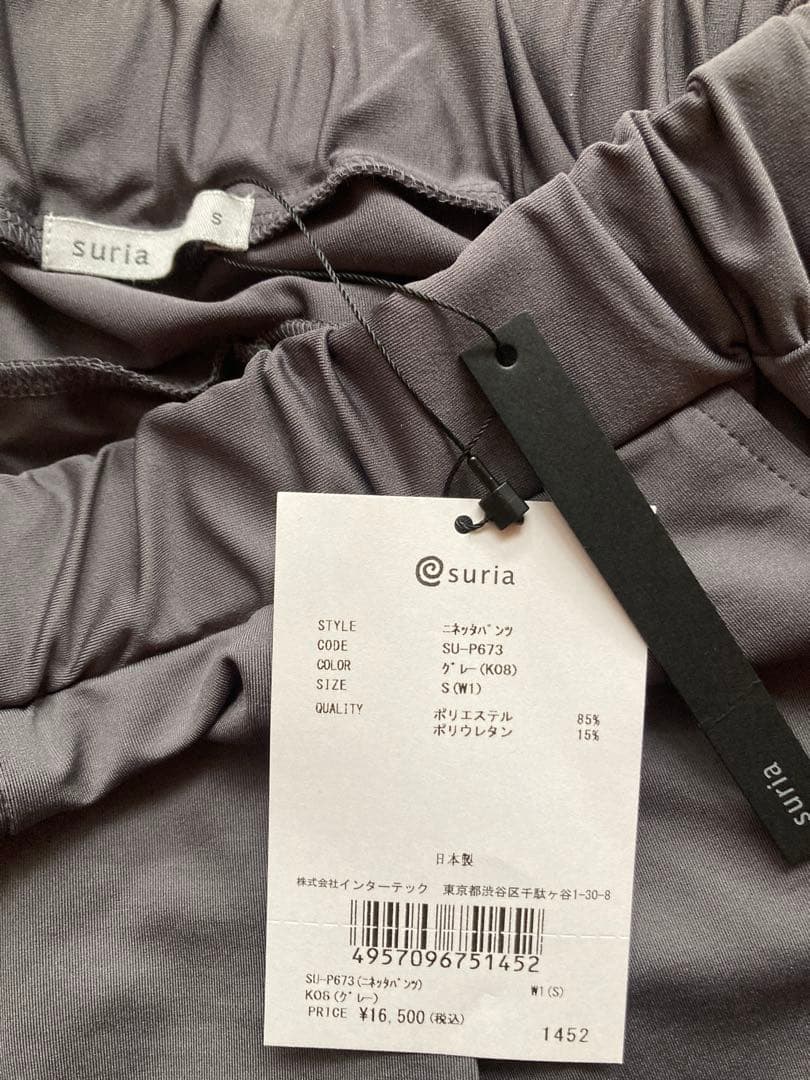 suria
S
suria
STYLE ニネッタパンツ
CODE SU-P673
COLOR グレー(K08)
SIZE S(W1)
QUALITY ポリエステル 85%
ポリウレタン 15%
suria
日本製
株式会社インターテック 東京都渋谷区千駄ヶ谷1-30-8
4957096751452
SU-P673(ニネッタパンツ) W1(S)
K08(グレー)
PRICE ¥16,500(税込)
1452